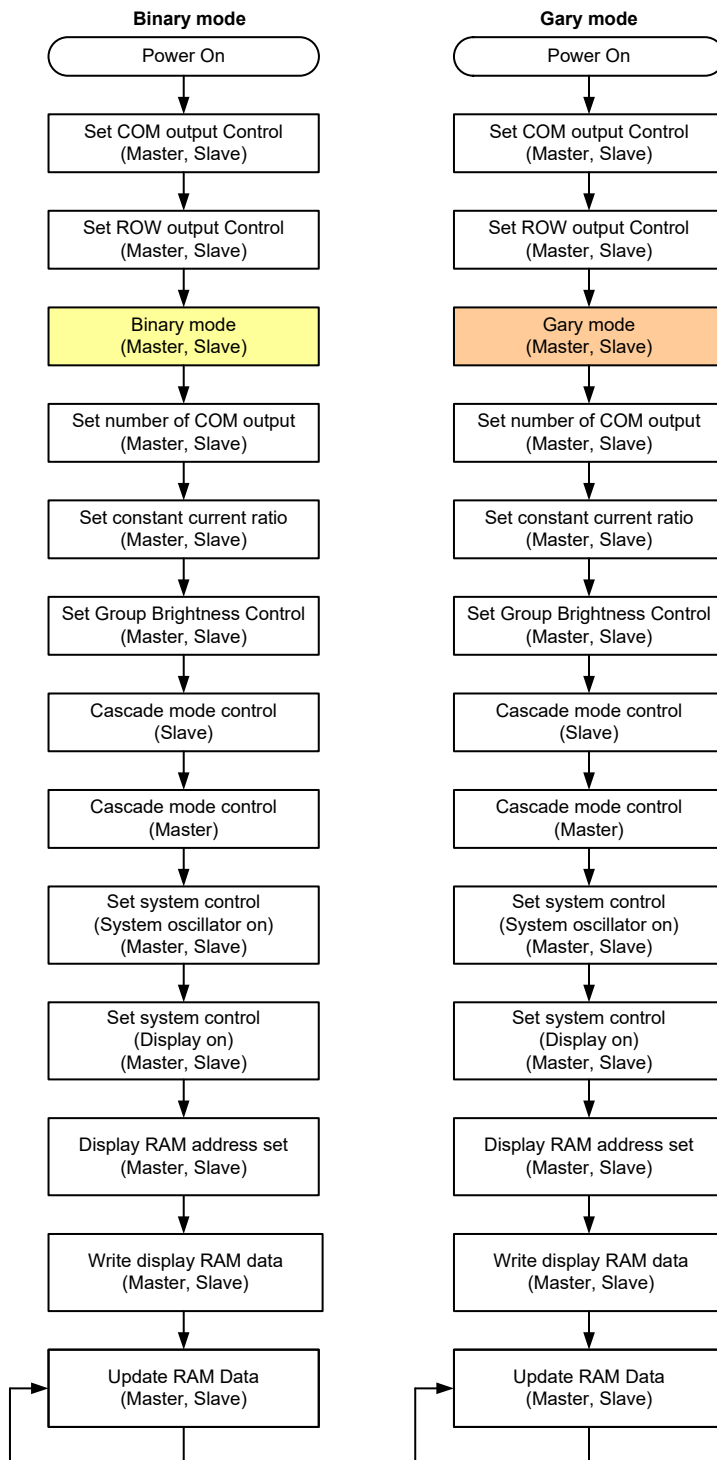 Binary mode
Power On
Set COM output Control
(Master, Slave)
Set ROW output Control
(Master, Slave)
Binary mode
(Master, Slave)
Set number of COM output
(Master, Slave)
Set constant current ratio
(Master, Slave)
Set Group Brightness Control
(Master, Slave)
Cascade mode control
(Slave)
Cascade mode control
(Master)
Set system control
(System oscillator on)
(Master, Slave)
Set system control
(Display on)
(Master, Slave)
Display RAM address set
(Master, Slave)
Write display RAM data
(Master, Slave)
Update RAM Data
(Master, Slave)
Gary mode
Power On
Set COM output Control
(Master, Slave)
Set ROW output Control
(Master, Slave)
Gary mode
(Master, Slave)
Set number of COM output
(Master, Slave)
Set constant current ratio
(Master, Slave)
Set Group Brightness Control
(Master, Slave)
Cascade mode control
(Slave)
Cascade mode control
(Master)
Set system control
(System oscillator on)
(Master, Slave)
Set system control
(Display on)
(Master, Slave)
Display RAM address set
(Master, Slave)
Write display RAM data
(Master, Slave)
Update RAM Data
(Master, Slave)